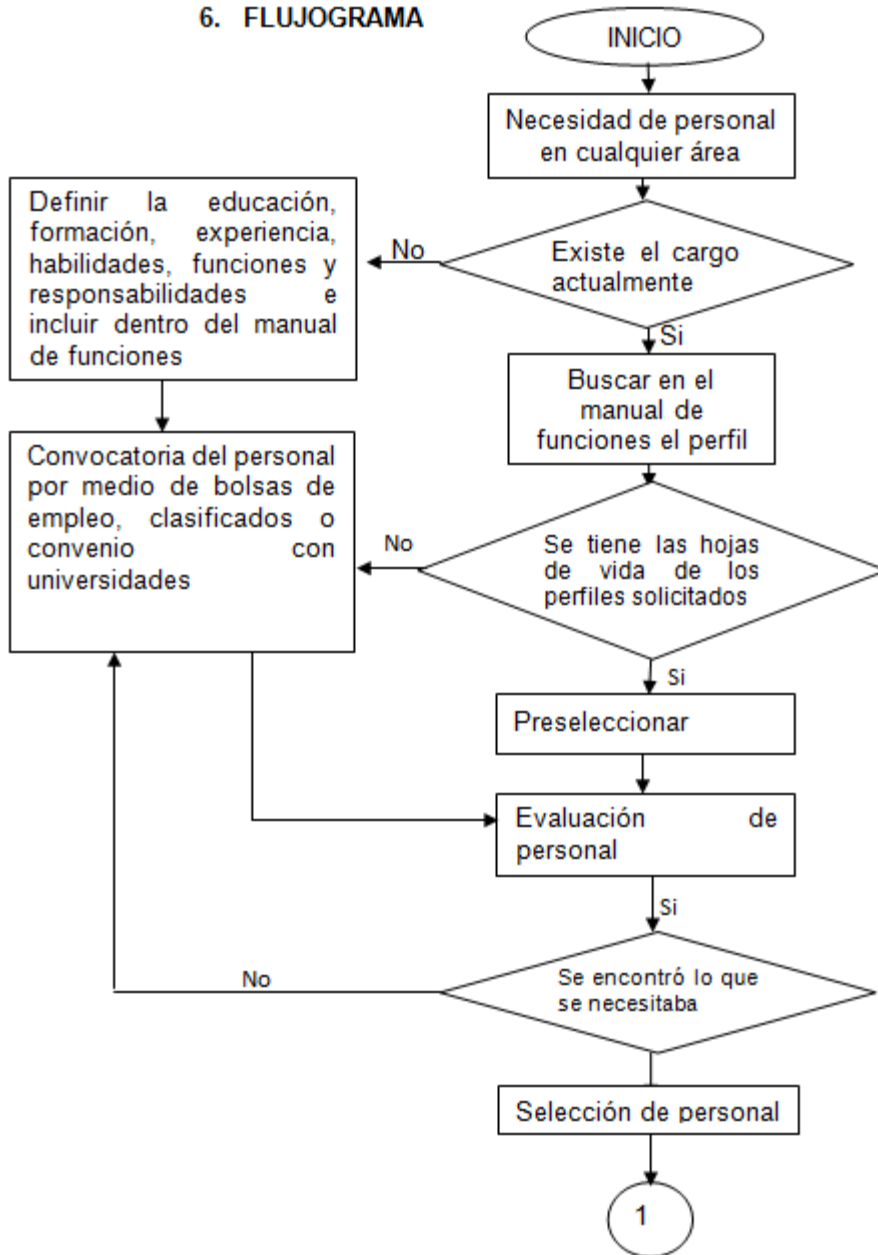 6. FLUJOGRAMA
INICIO
Necesidad de personal
en cualquier área
Existe el cargo
actualmente
No
Definir la educación,
formación, experiencia,
habilidades, funciones y
responsabilidades e
incluir dentro del manual
de funciones
Si
Buscar en el
manual de
funciones el perfil
Convocatoria del personal
por medio de bolsas de
empleo, clasificados o
convenio con
universidades
No
Se tiene las hojas
de vida de los
perfiles solicitados
Si
Preseleccionar
Evaluación de
personal
Si
Se encontró lo que
se necesitaba
No
Selección de personal
1